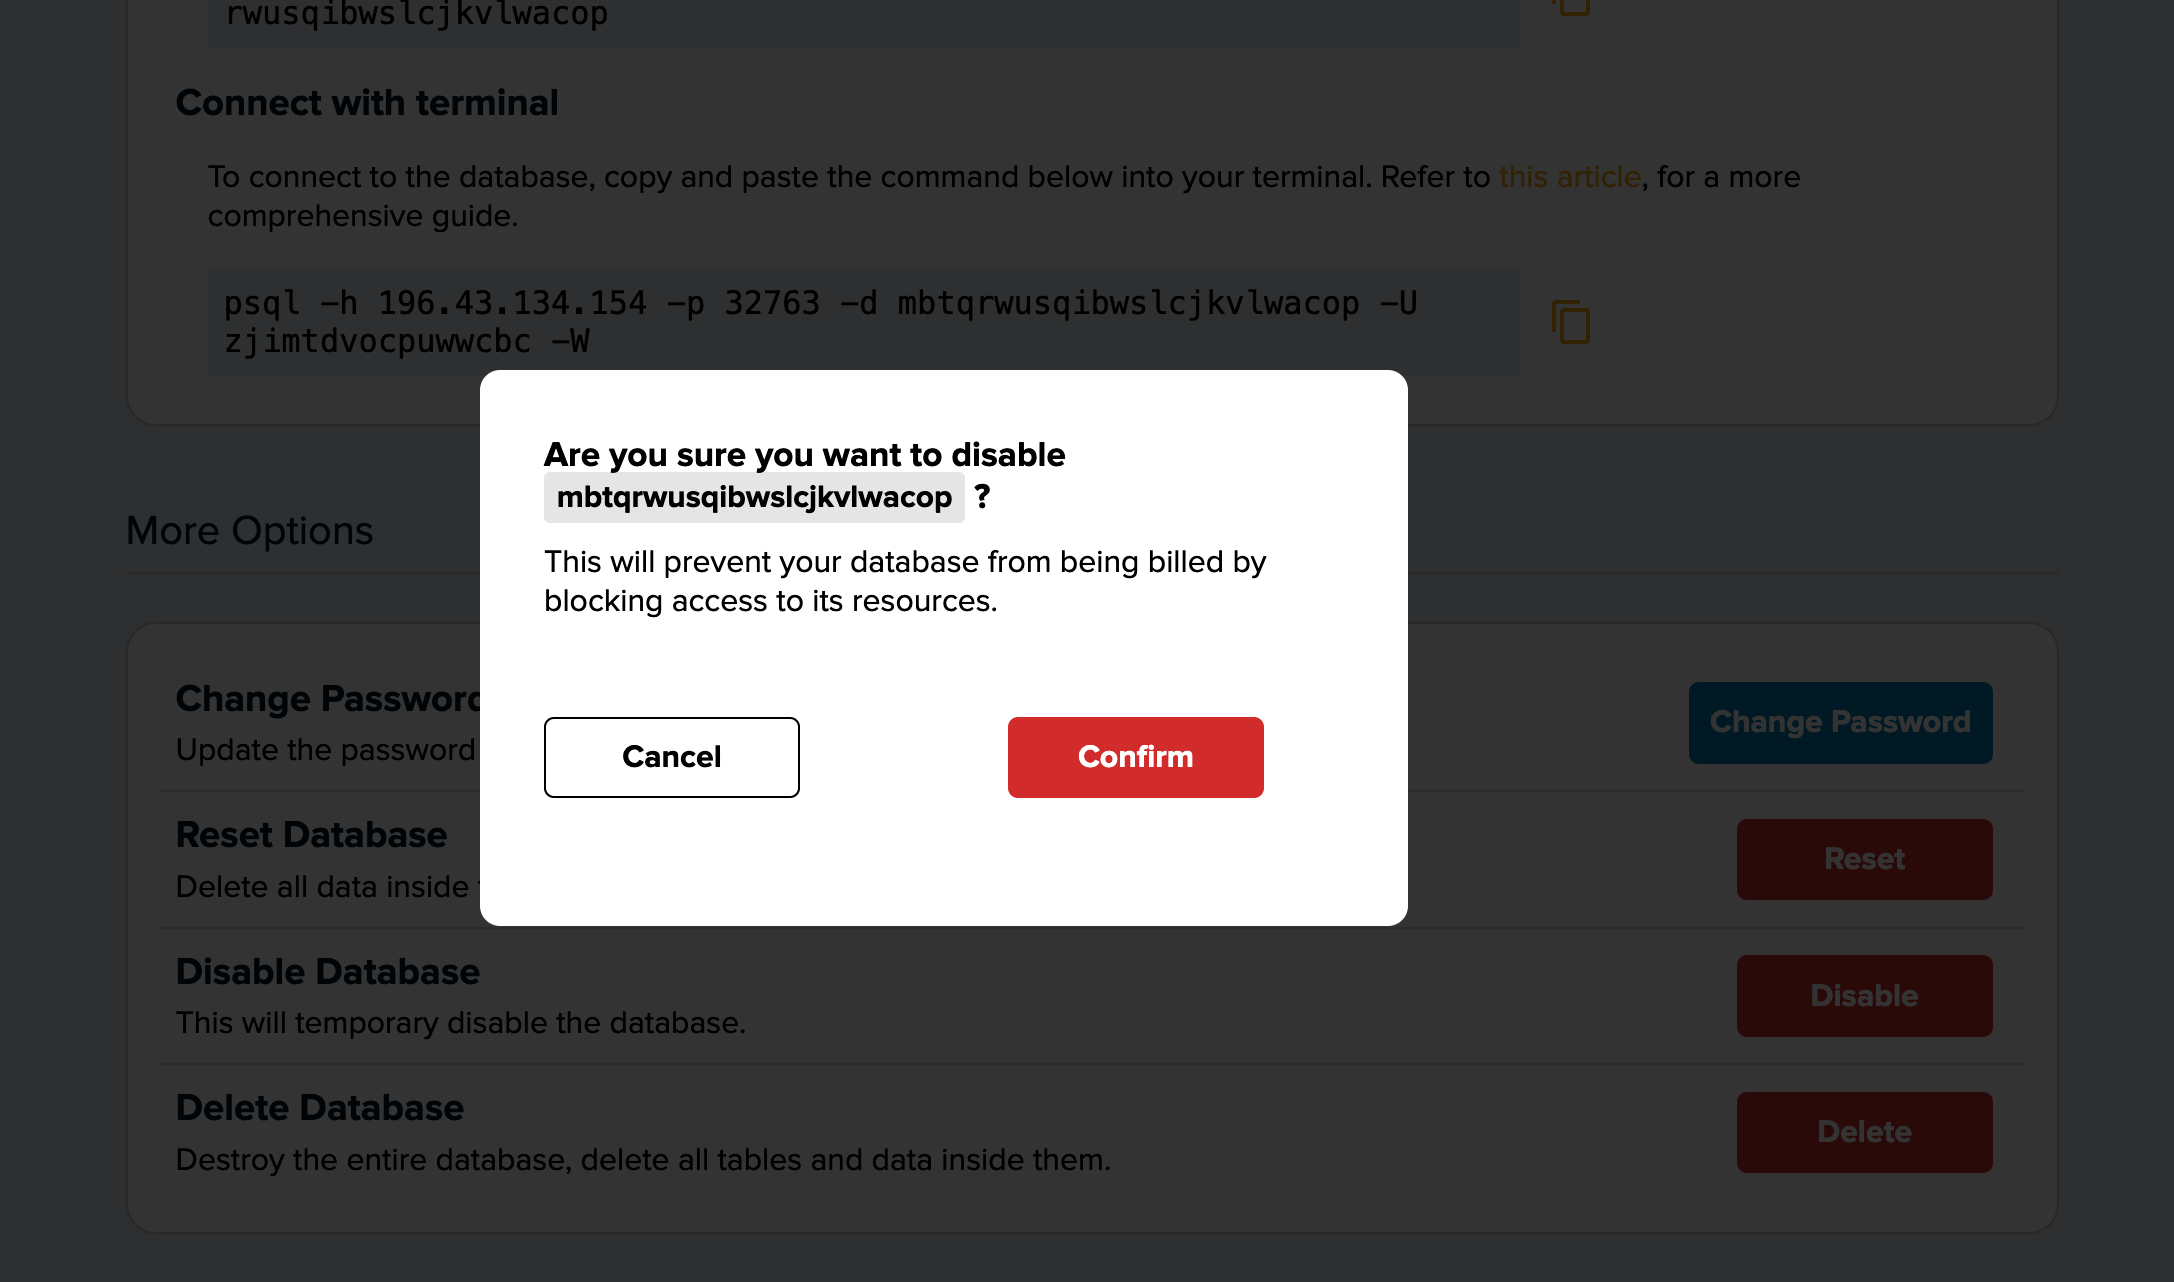 rwusqibwslcjkvlwacop
Connect with terminal
To connect to the database, copy and paste the command below into your terminal. Refer to this article, for a more
comprehensive guide.
psql -h 196.43.134.154 -p 32763 -d mbtqrwusqibwslcjkvlwacop -U
zjimtdvocpuwwcbc -W
Are you sure you want to disable
mbtqrwusqibwslcjkvlwacop ?
This will prevent your database from being billed by
blocking access to its resources.
Cancel
Confirm
More Options
Change Password
Update the password
Change Password
Reset Database
Delete all data inside
Reset
Disable Database
This will temporary disable the database.
Disable
Delete Database
Destroy the entire database, delete all tables and data inside them.
Delete